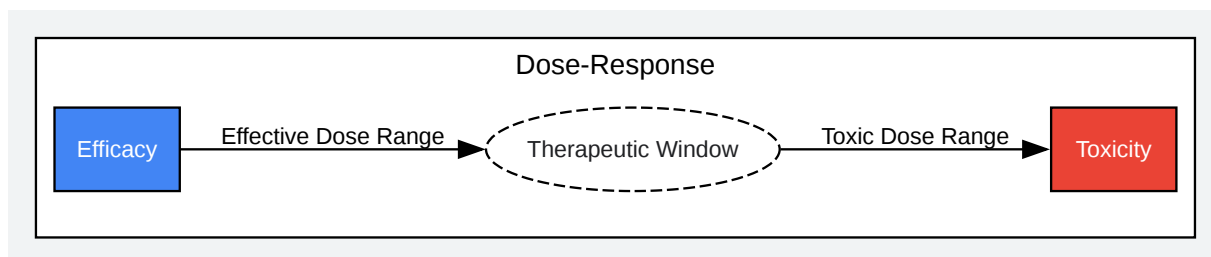 Dose-Response
Efficacy
Effective Dose Range
Therapeutic Window
Toxic Dose Range
Toxicity